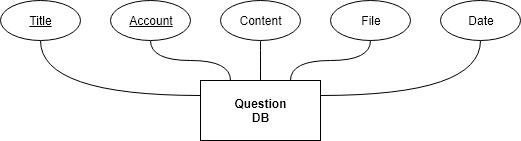 Title
Account
Content
File
Date
Question
DB